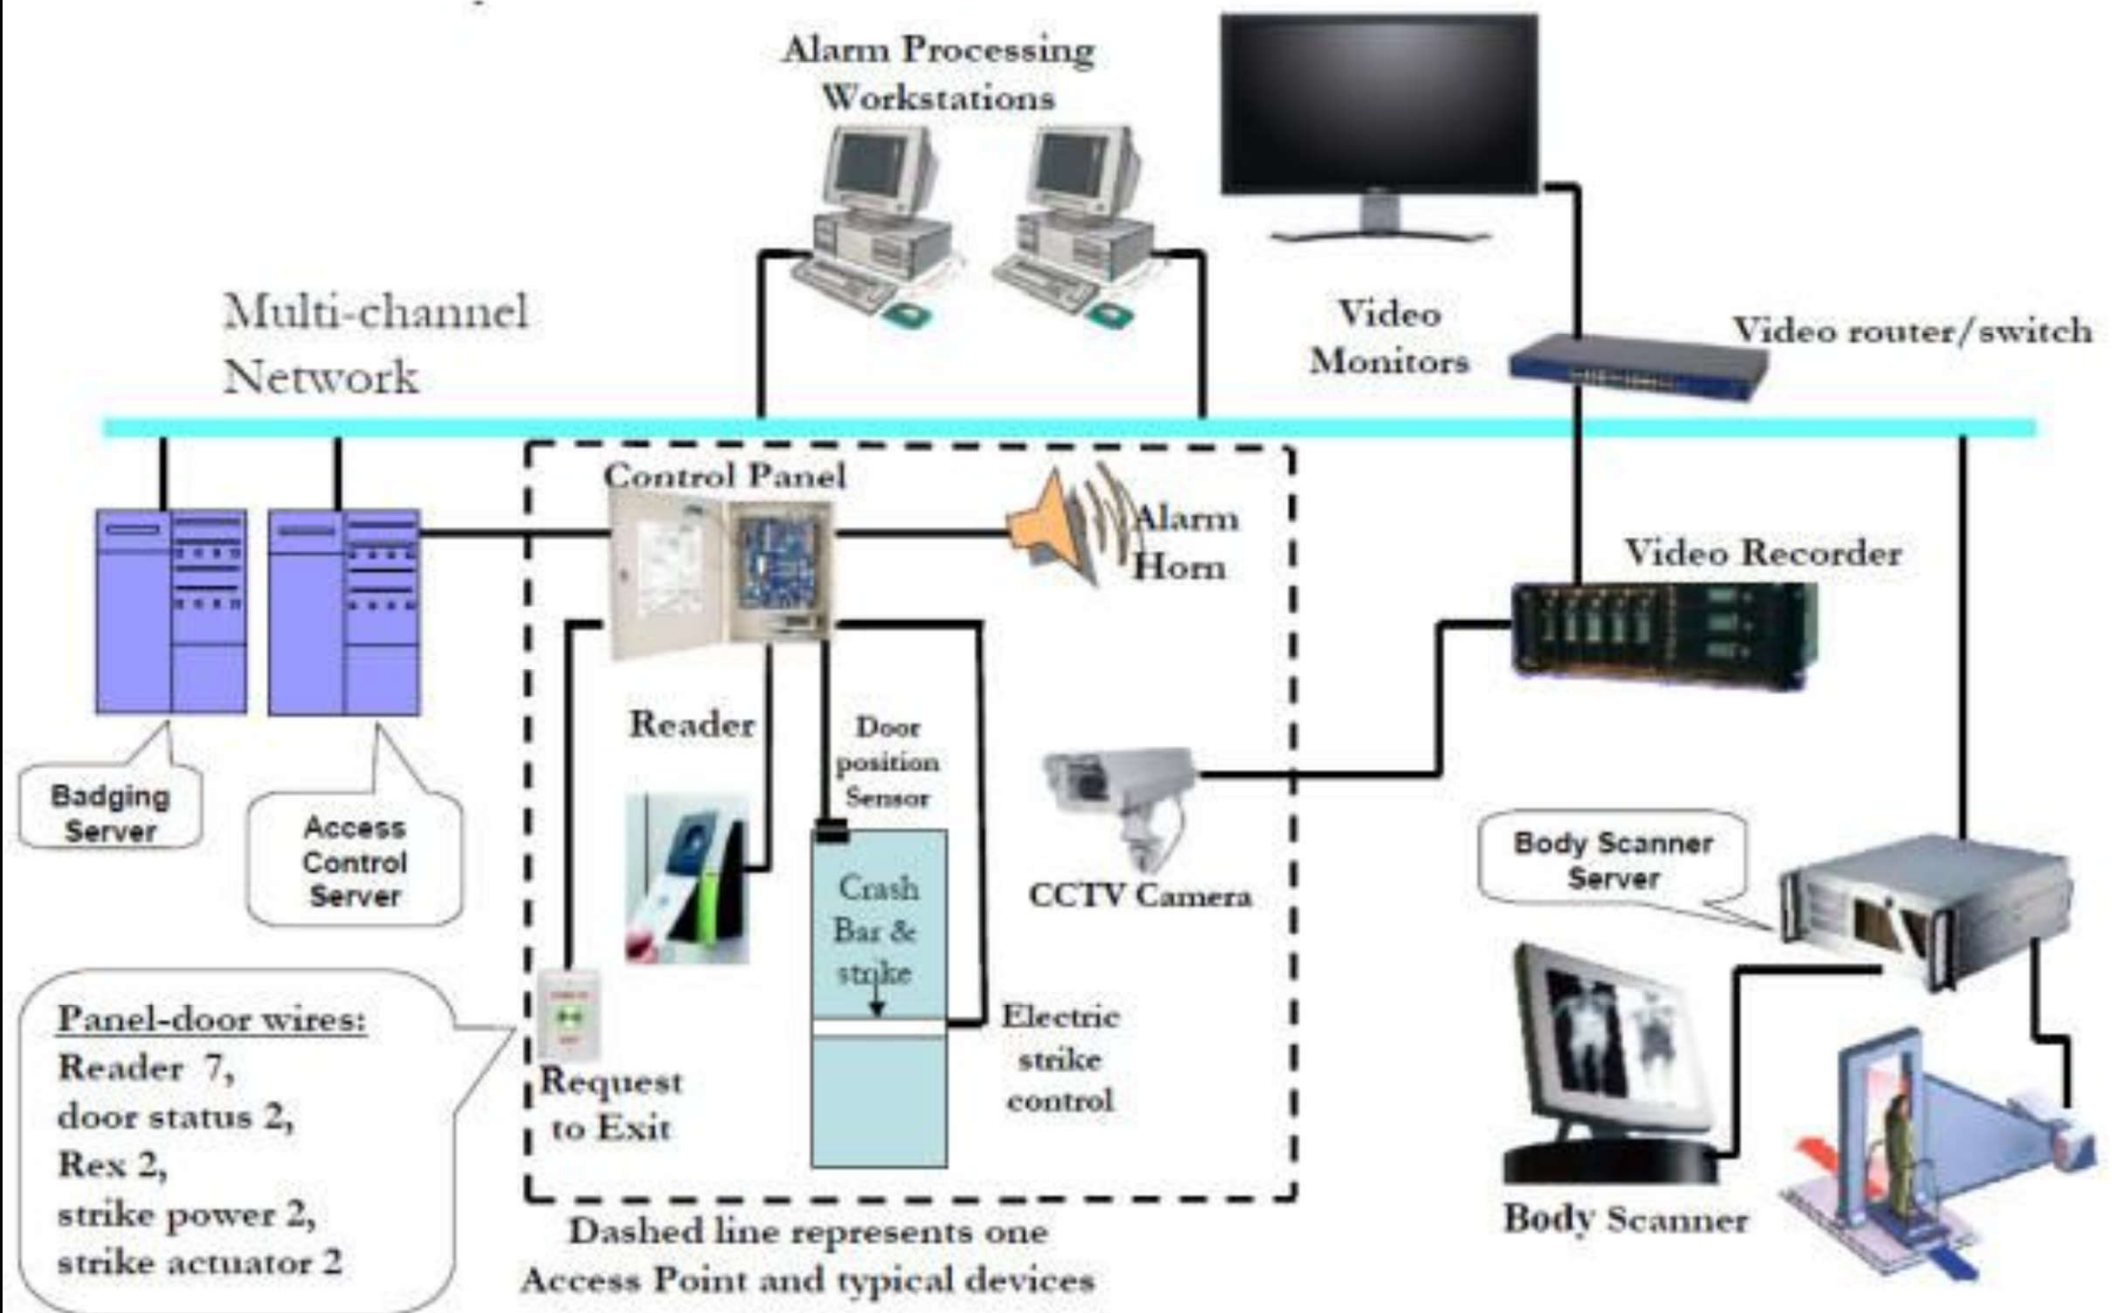 Alarm Processing
Workstations
Multi-channel
Network
Video
Monitors
Video router/switch
Control Panel
Alarm
Horn
Video Recorder
Reader
Door
position
Sensor
Badging
Server
Access
Control
Server
Crash
Bar &
strike
CCTV Camera
Body Scanner
Server
Panel-door wires:
Reader 7,
door status 2,
Rex 2,
strike power 2,
strike actuator 2
Request
to Exit
Electric
strike
control
Body Scanner
Dashed line represents one
Access Point and typical devices